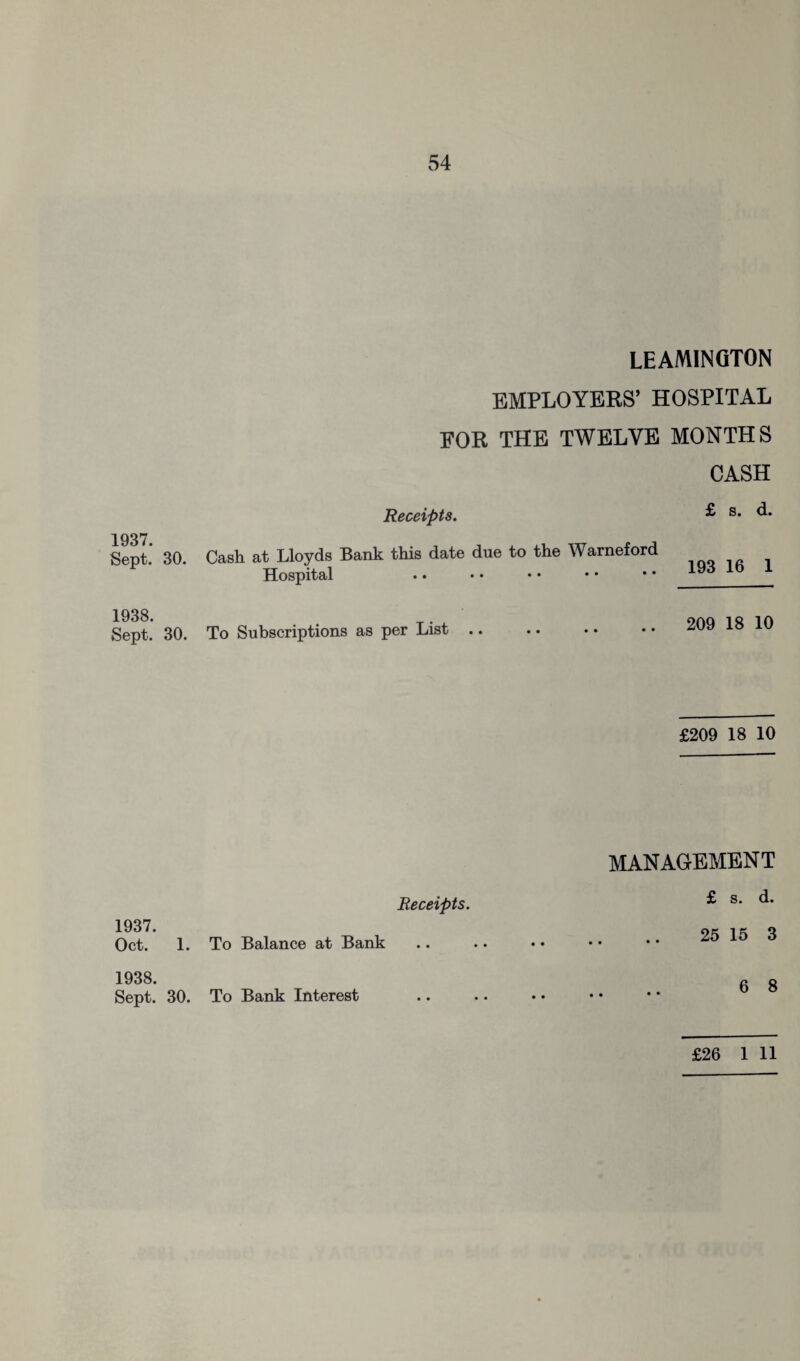 54
LEAMINGTON
EMPLOYERS' HOSPITAL
FOR THE TWELVE MONTHS
CASH
Receipts. £ s. d.
1937.
Sept. 30. Cash at Lloyds Bank this date due to the Warneford
Hospital .. .. .. .. .. 193 16 1
1938.
Sept. 30. To Subscriptions as per List .. .. .. .. 209 18 10
£209 18 10
MANAGEMENT
Receipts. £ s. d.
1937.
Oct. 1. To Balance at Bank .. .. .. .. .. 25 15 3
1938.
Sept. 30. To Bank Interest .. .. .. .. .. 6 8
£26 1 11